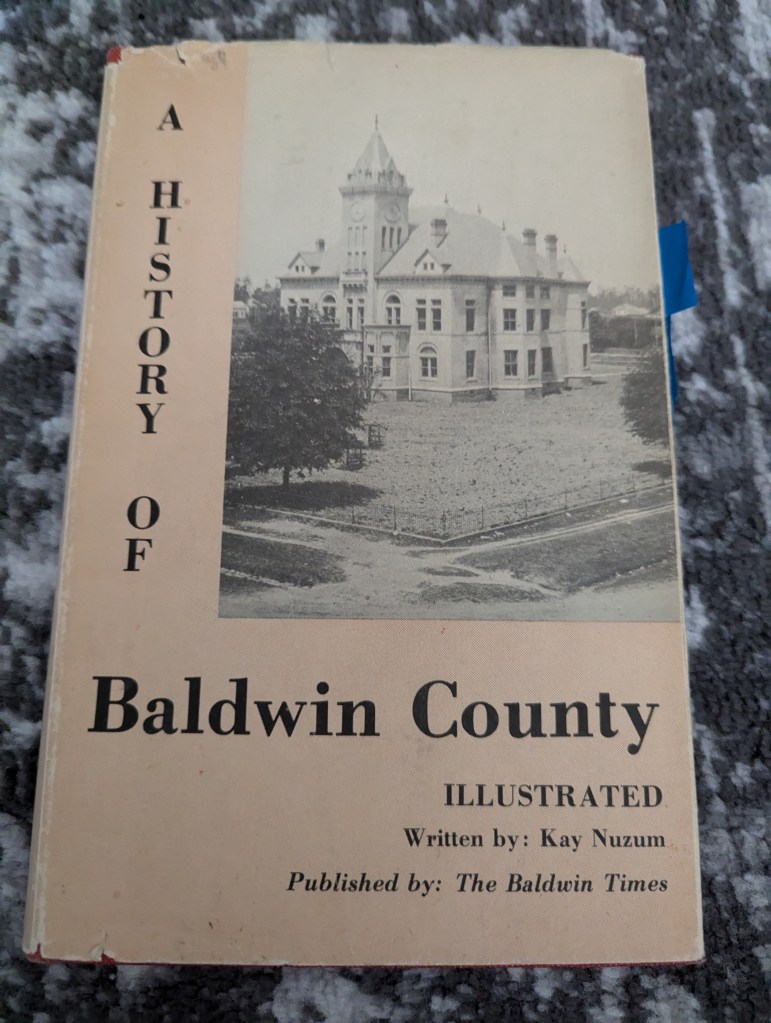 A
HISTORY
OF
Baldwin County
ILLUSTRATED
Written by: Kay Nuzum
Published by: The Baldwin Times